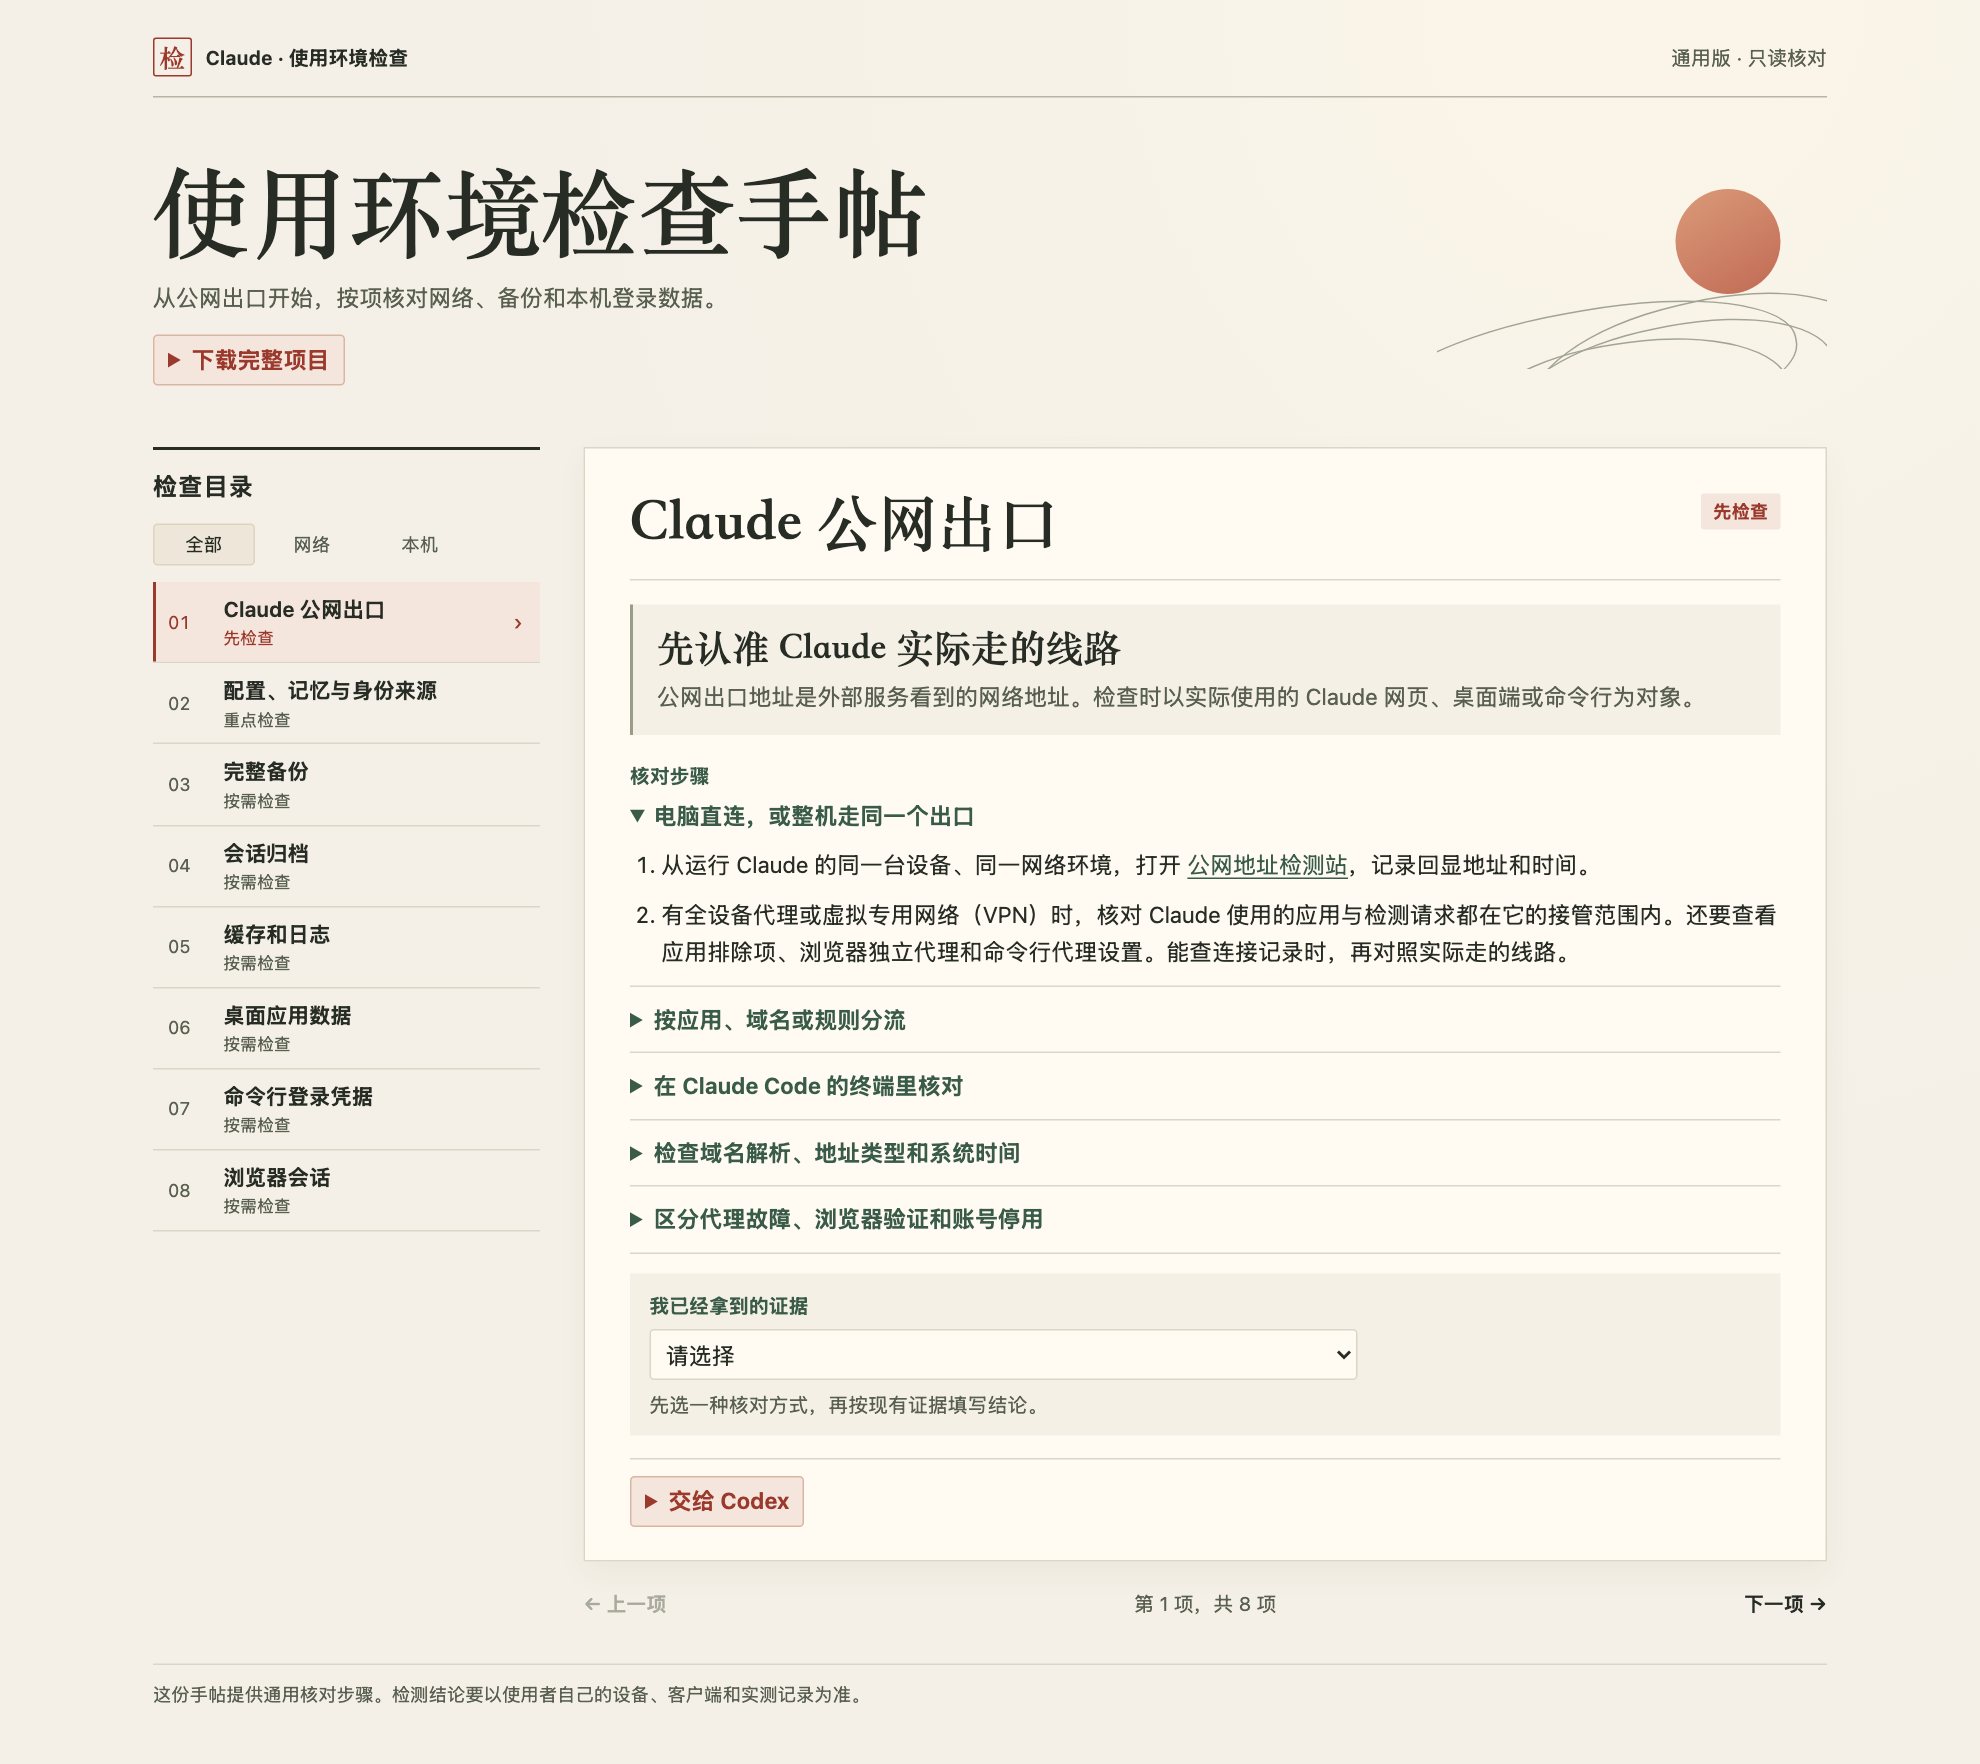 检 Claude · 使用环境检查
通用版 · 只读核对
使用环境检查手帖
从公网出口开始，按项核对网络、备份和本机登录数据。
▶ 下载完整项目
检查目录
全部 网络 本机
01 Claude 公网出口 ›
先检查
02 配置、记忆与身份来源
重点检查
03 完整备份
按需检查
04 会话归档
按需检查
05 缓存和日志
按需检查
06 桌面应用数据
按需检查
07 命令行登录凭据
按需检查
08 浏览器会话
按需检查
Claude 公网出口
先检查
先认准 Claude 实际走的线路
公网出口地址是外部服务看到的网络地址。检查时以实际使用的 Claude 网页、桌面端或命令行为对象。
核对步骤
▼ 电脑直连，或整机走同一个出口
1. 从运行 Claude 的同一台设备、同一网络环境，打开 公网地址检测站，记录回显地址和时间。
2. 有全设备代理或虚拟专用网络（VPN）时，核对 Claude 使用的应用与检测请求都在它的接管范围内。还要查看
应用排除项、浏览器独立代理和命令行代理设置。能查连接记录时，再对照实际走的线路。
▶ 按应用、域名或规则分流
▶ 在 Claude Code 的终端里核对
▶ 检查域名解析、地址类型和系统时间
▶ 区分代理故障、浏览器验证和账号停用
我已经拿到的证据
请选择
先选一种核对方式，再按现有证据填写结论。
▶ 交给 Codex
← 上一项
第 1 项，共 8 项
下一项 →
这份手帖提供通用核对步骤。检测结论要以使用者自己的设备、客户端和实测记录为准。